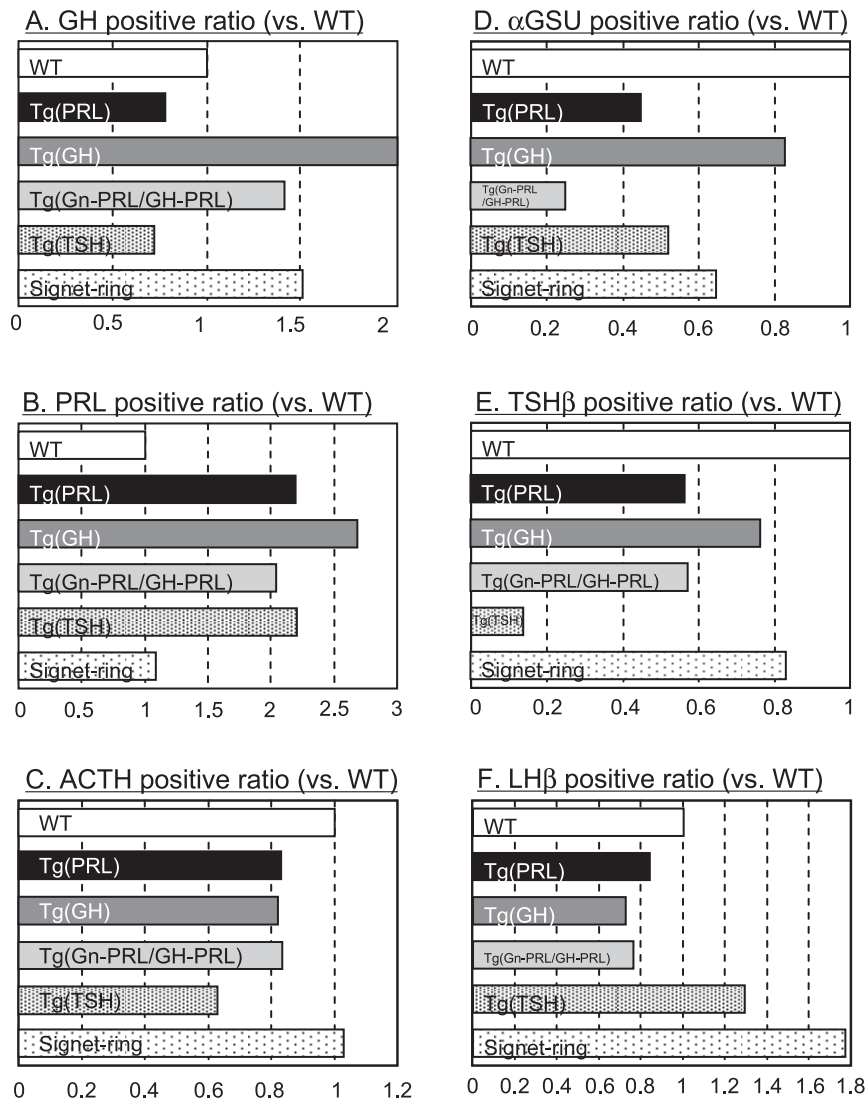 A. GH positive ratio (vs. WT)
WT
Tg(PRL)
Tg(GH)
Tg(Gn-PRL/GH-PRL)
Tg(TSH)
Signet-ring
0 1 1.5 2
B. PRL positive ratio (vs. WT)
WT
Tg(PRL)
Tg(GH)
Tg(Gn-PRL/GH-PRL)
Tg(TSH)
Signet-ring
0 0.5 1 1.5 2 2.5 3
C. ACTH positive ratio (vs. WT)
WT
Tg(PRL)
Tg(GH)
Tg(Gn-PRL/GH-PRL)
Tg(TSH)
Signet-ring
0 0.2 0.4 0.6 0.8 1 1.2
D. αGSU positive ratio (vs. WT)
WT
Tg(PRL)
Tg(GH)
Tg(Gn-PRL
/GH-PRL)
Tg(TSH)
Signet-ring
0 0.2 0.4 0.6 0.8 1
E. TSHβ positive ratio (vs. WT)
WT
Tg(PRL)
Tg(GH)
Tg(Gn-PRL/GH-PRL)
Tg(TSH)
Signet-ring
0 0.2 0.4 0.6 0.8 1
F. LHβ positive ratio (vs. WT)
WT
Tg(PRL)
Tg(GH)
Tg(Gn-PRL/GH-PRL)
Tg(TSH)
Signet-ring
0 0.2 0.4 0.6 0.8 1 1.2 1.4 1.6 1.8